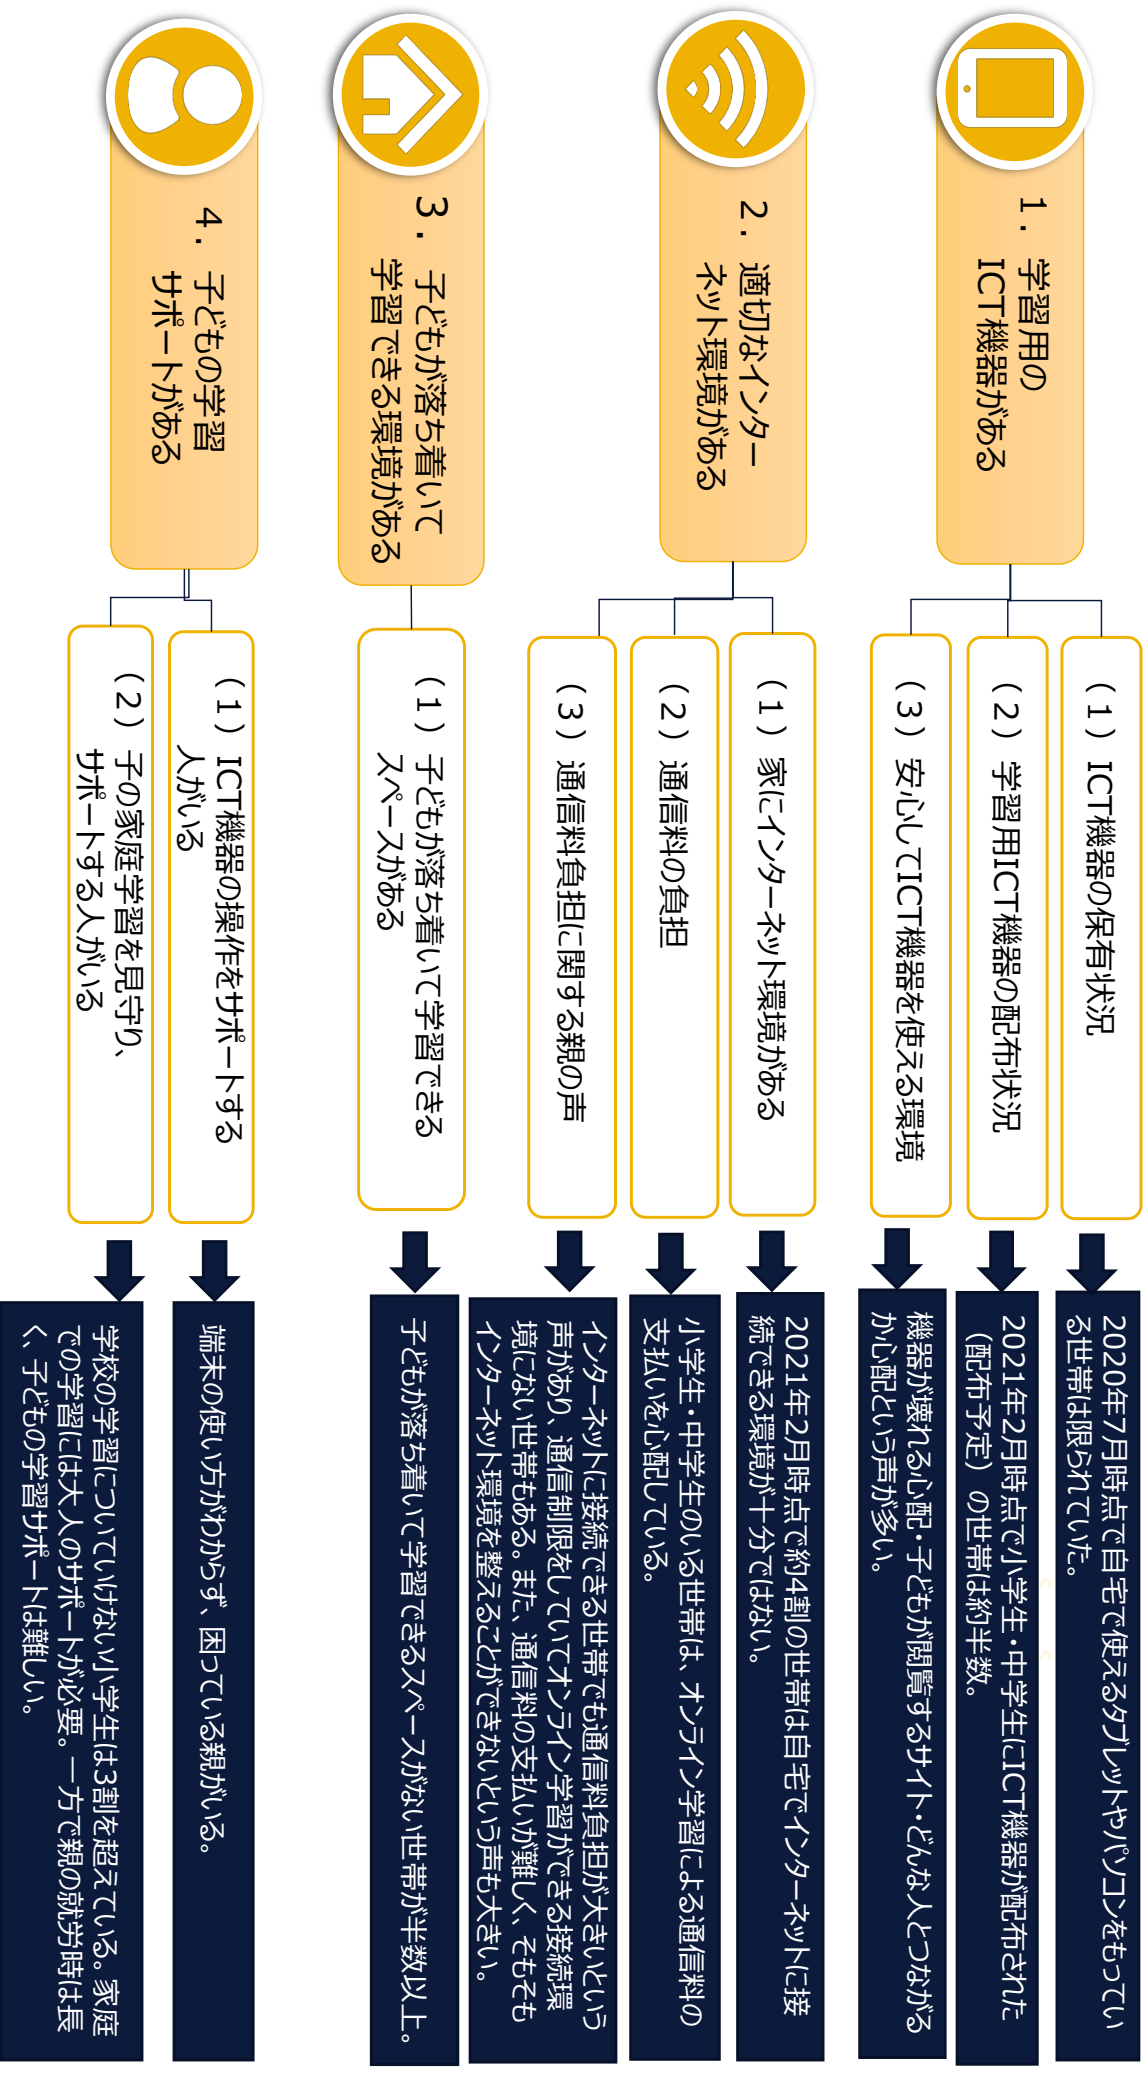 1. 学習用の
ICT機器がある
(1) ICT機器の保有状況
2020年7月時点で自宅で使えるタブレットやパソコンをもってい
る世帯は限られていた。
(2) 学習用ICT機器の配布状況
2021年2月時点で小学生・中学生にICT機器が配布された
(配布予定) の世帯は約半数。
(3) 安心してICT機器を使える環境
機器が壊れる心配・子どもが閲覧するサイト・どんな人とつながる
か心配という声が多い。
2. 適切なインター
ネット環境がある
(1) 家にインターネット環境がある
2021年2月時点で約4割の世帯は自宅でインターネットに接
続できる環境が十分ではない。
(2) 通信料の負担
小学生・中学生のいる世帯は、オンライン学習による通信料の
支払いを心配している。
(3) 通信料負担に関する親の声
インターネットに接続できる世帯でも通信料負担が大きいという
声があり、通信制限をしていてオンライン学習ができる接続環
境にない世帯もある。また、通信料の支払いが難しく、そもそも
インターネット環境を整えることができないという声も大きい。
3. 子どもが落ち着いて
学習できる環境がある
(1) 子どもが落ち着いて学習できる
スペースがある
子どもが落ち着いて学習できるスペースがない世帯が半数以上。
4. 子どもの学習
サポートがある
(1) ICT機器の操作をサポートする
人がいる
端末の使い方がわからず、困っている親がいる。
(2) 子の家庭学習を見守り、
サポートする人がいる
学校の学習についていけない小学生は3割を超えている。家庭
での学習には大人のサポートが必要。一方で親の就労時は長
く、子どもの学習サポートは難しい。